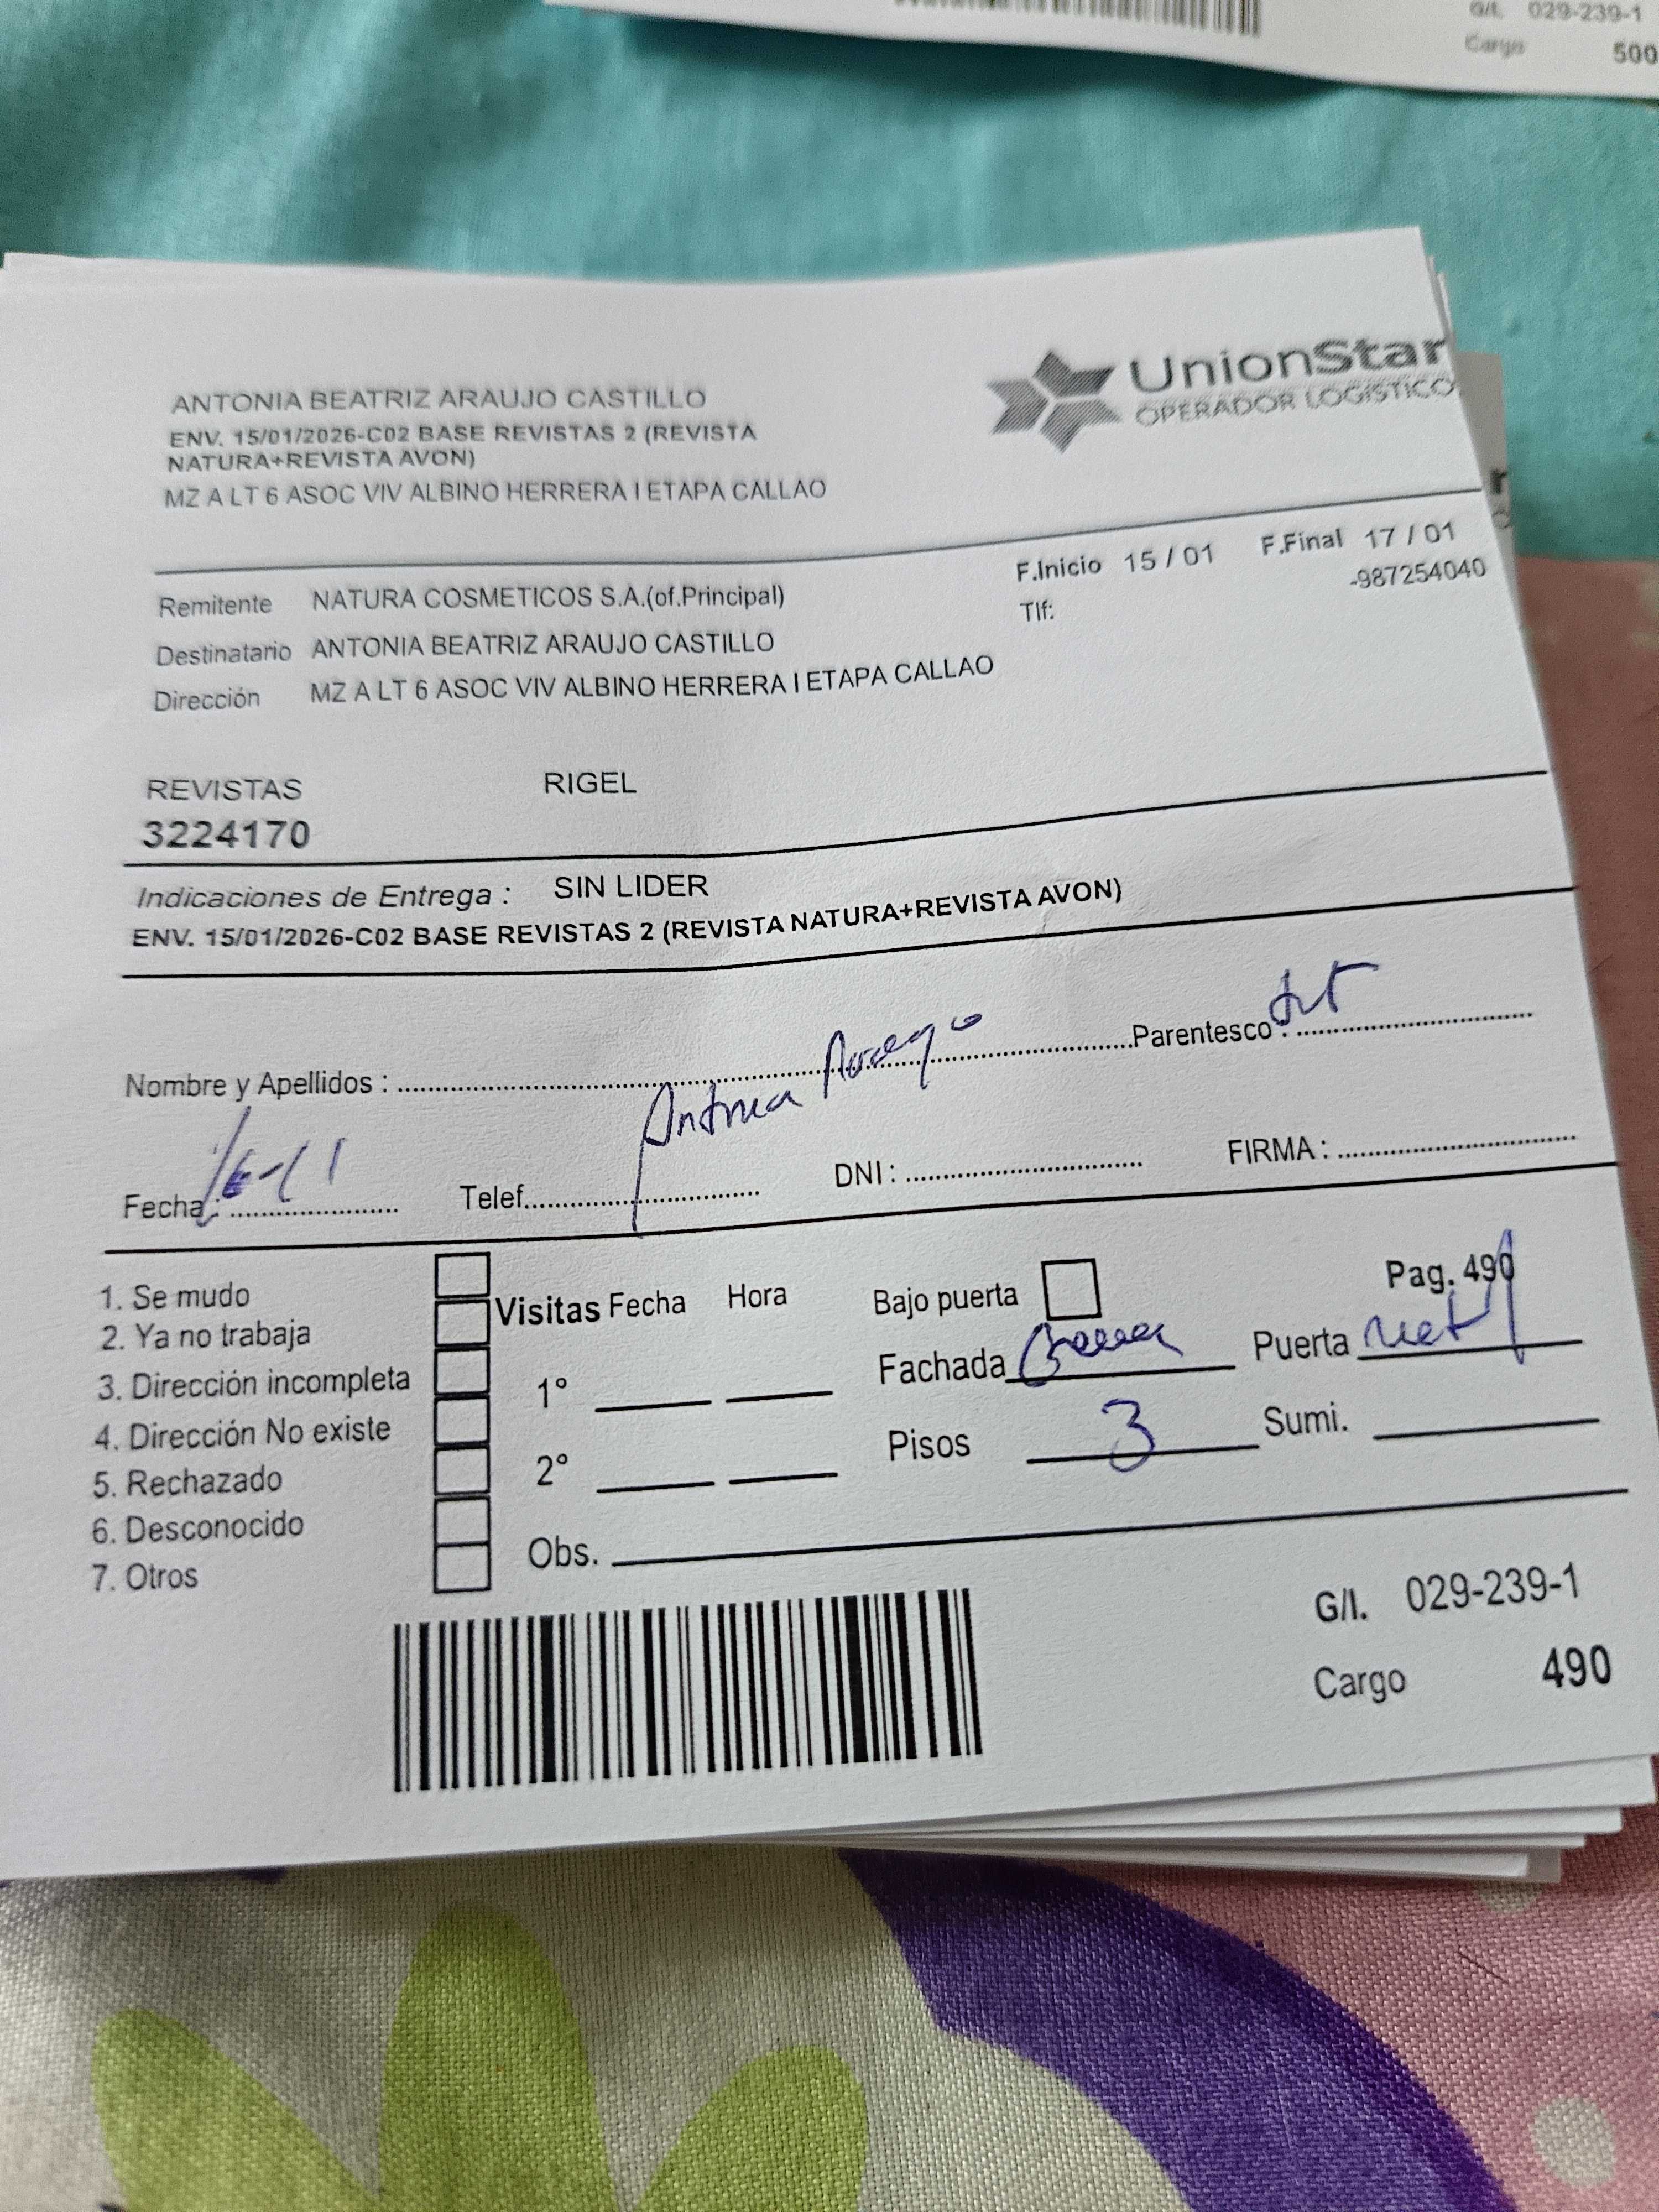 G/I. 029-239-1
Cargo 500
UnionStar
OPERADOR LOGÍSTICO
ANTONIA BEATRIZ ARAUJO CASTILLO
ENV. 15/01/2026-C02 BASE REVISTAS 2 (REVISTA
NATURA+REVISTA AVON)
MZ A LT 6 ASOC VIV ALBINO HERRERA I ETAPA CALLAO
F.Inicio 15 / 01 F.Final 17 / 01
Remitente NATURA COSMETICOS S.A.(of.Principal)
Tlf: -987254040
Destinatario ANTONIA BEATRIZ ARAUJO CASTILLO
Dirección MZ A LT 6 ASOC VIV ALBINO HERRERA I ETAPA CALLAO
REVISTAS RIGEL
3224170
Indicaciones de Entrega : SIN LIDER
ENV. 15/01/2026-C02 BASE REVISTAS 2 (REVISTA NATURA+REVISTA AVON)
Nombre y Apellidos : Parentesco : tit
Fecha : Telef. DNI : FIRMA :
1. Se mudo
2. Ya no trabaja
3. Dirección incompleta
4. Dirección No existe
5. Rechazado
6. Desconocido
7. Otros
Visitas Fecha Hora
1°
2°
Bajo puerta Pag. 490
Fachada Puerta met
Pisos 3 Sumi.
Obs.
G/I. 029-239-1
Cargo 490